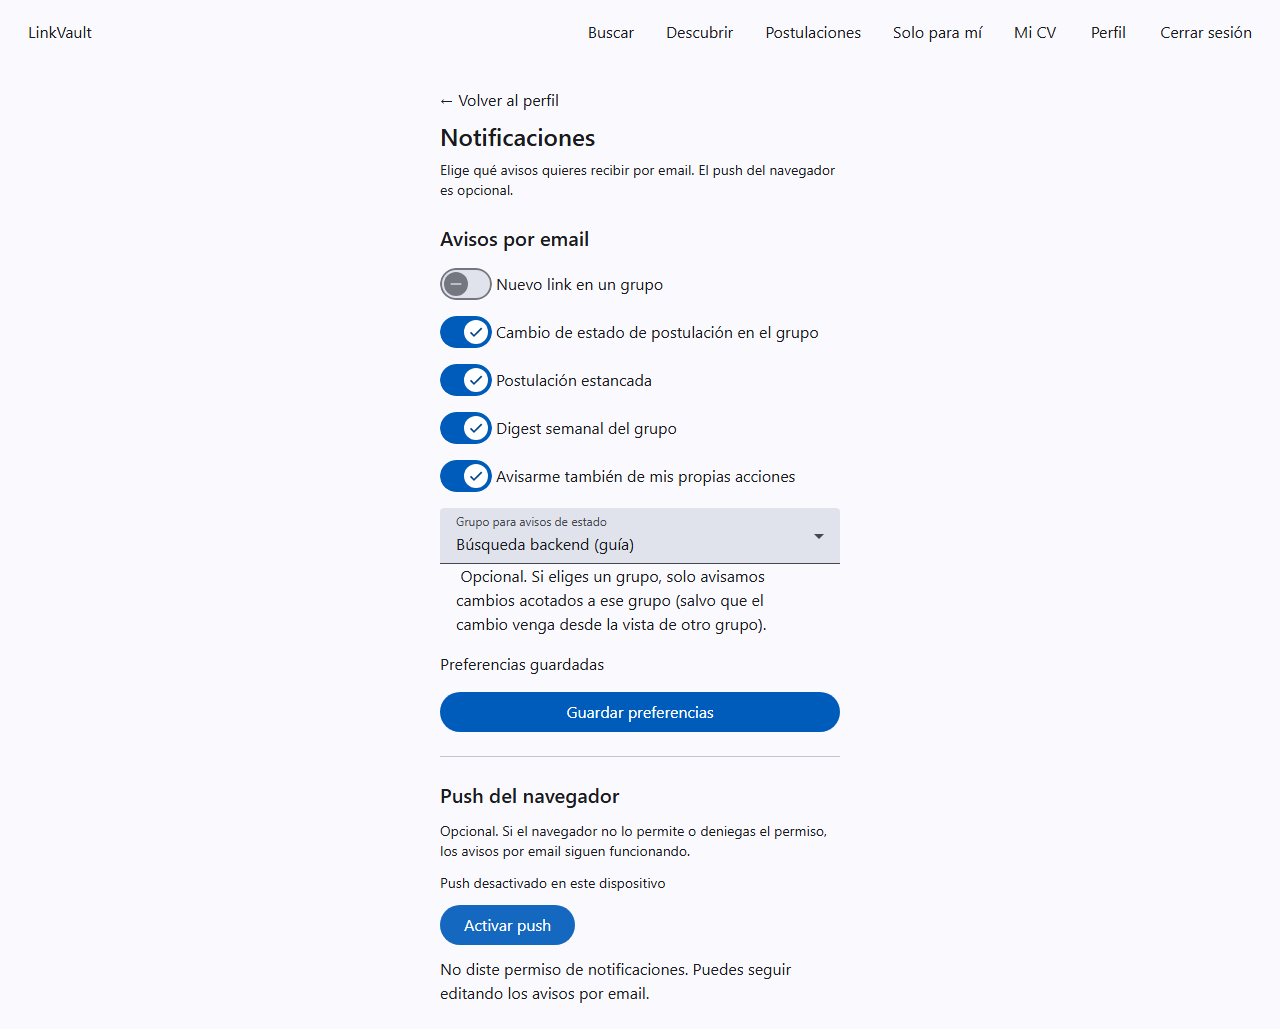 LinkVault
Buscar
Descubrir
Postulaciones
Solo para mí
Mi CV
Perfil
Cerrar sesión
← Volver al perfil
Notificaciones
Elige qué avisos quieres recibir por email. El push del navegador
es opcional.
Avisos por email
Nuevo link en un grupo
Cambio de estado de postulación en el grupo
Postulación estancada
Digest semanal del grupo
Avisarme también de mis propias acciones
Grupo para avisos de estado
Búsqueda backend (guía)
Opcional. Si eliges un grupo, solo avisamos
cambios acotados a ese grupo (salvo que el
cambio venga desde la vista de otro grupo).
Preferencias guardadas
Guardar preferencias
Push del navegador
Opcional. Si el navegador no lo permite o deniegas el permiso,
los avisos por email siguen funcionando.
Push desactivado en este dispositivo
Activar push
No diste permiso de notificaciones. Puedes seguir
editando los avisos por email.